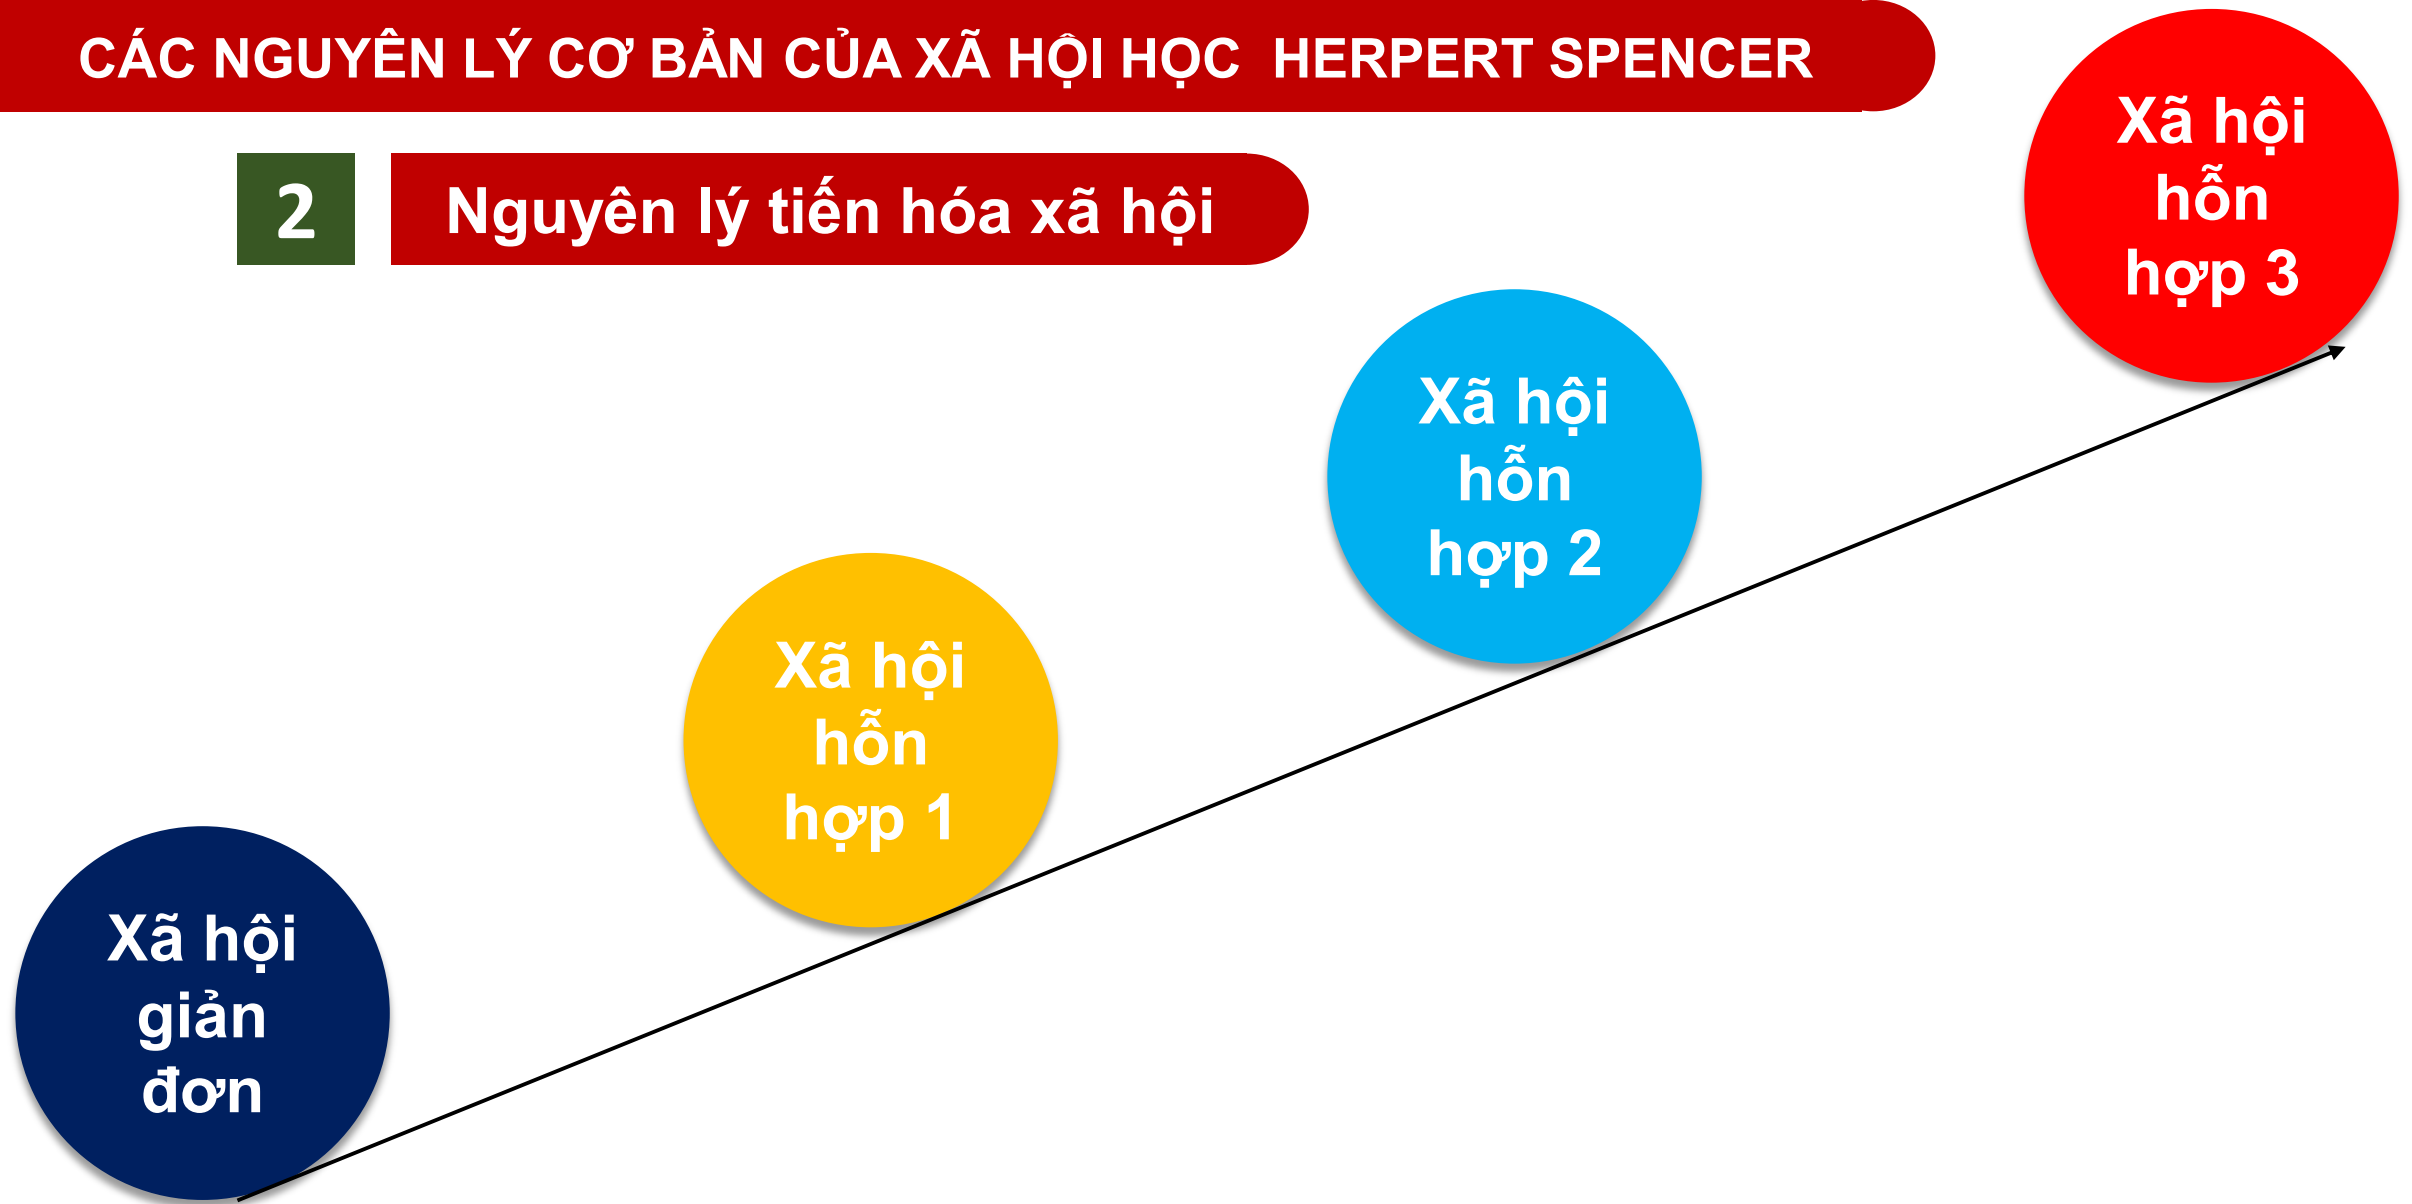 CÁC NGUYÊN LÝ CƠ BẢN CỦA XÃ HỘI HỌC  HERPERT SPENCER
2
Nguyên lý tiến hóa xã hội
Xã hội
giản
đơn
Xã hội
hỗn
hợp 1
Xã hội
hỗn
hợp 2
Xã hội
hỗn
hợp 3